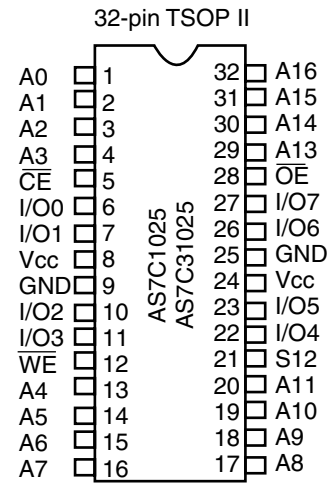 32-pin TSOP II
A0 1 32 A16
A1 2 31 A15
A2 3 30 A14
A3 4 29 A13
C̅E̅ 5 28 O̅E̅
I/O0 6 27 I/O7
I/O1 7 26 I/O6
Vcc 8 25 GND
GND 9 24 Vcc
I/O2 10 23 I/O5
I/O3 11 22 I/O4
W̅E̅ 12 21 S12
A4 13 20 A11
A5 14 19 A10
A6 15 18 A9
A7 16 17 A8
AS7C1025
AS7C31025